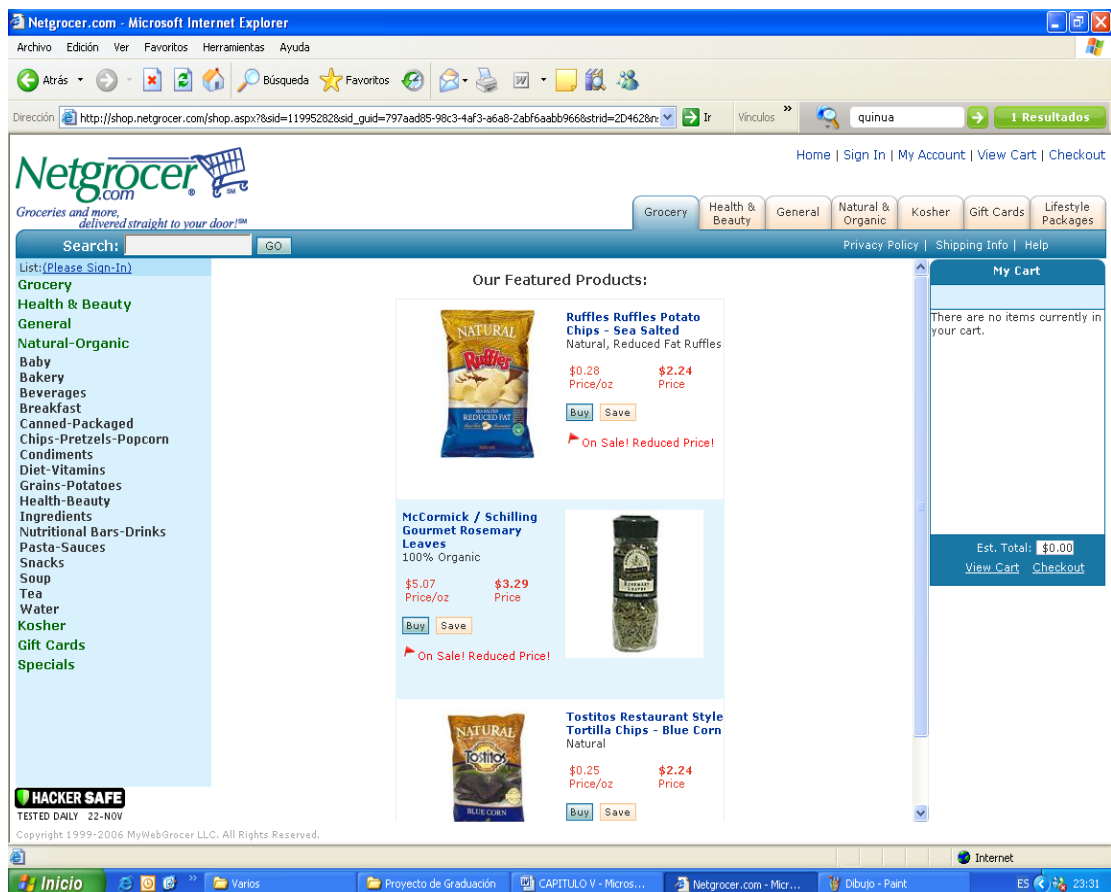 Netgrocer.com - Microsoft Internet Explorer
Archivo Edición Ver Favoritos Herramientas Ayuda
Atrás Búsqueda Favoritos
Dirección http://shop.netgrocer.com/shop.aspx?&sid=119952828&sid_guid=797aad85-98c3-4af3-a6a8-2abf6aabb966&strid=2D462&n Ir Vínculos » quinua 1 Resultados
Netgrocer.com
Groceries and more,
delivered straight to your door!℠
Home | Sign In | My Account | View Cart | Checkout
Grocery Health & Beauty General Natural & Organic Kosher Gift Cards Lifestyle Packages
Search: GO Privacy Policy | Shipping Info | Help
List:(Please Sign-In)
Grocery
Health & Beauty
General
Natural-Organic
Baby
Bakery
Beverages
Breakfast
Canned-Packaged
Chips-Pretzels-Popcorn
Condiments
Diet-Vitamins
Grains-Potatoes
Health-Beauty
Ingredients
Nutritional Bars-Drinks
Pasta-Sauces
Snacks
Soup
Tea
Water
Kosher
Gift Cards
Specials
Our Featured Products:
NATURAL
Ruffles
SEA SALTED
REDUCED FAT
Ruffles Ruffles Potato
Chips - Sea Salted
Natural, Reduced Fat Ruffles
$0.28 $2.24
Price/oz Price
Buy Save
On Sale! Reduced Price!
McCormick / Schilling
Gourmet Rosemary
Leaves
100% Organic
$5.07 $3.29
Price/oz Price
Buy Save
On Sale! Reduced Price!
ROSEMARY
LEAVES
NATURAL
Tostitos
BLUE CORN
Tostitos Restaurant Style
Tortilla Chips - Blue Corn
Natural
$0.25 $2.24
Price/oz Price
Buy Save
My Cart
There are no items currently in
your cart.
Est. Total: $0.00
View Cart Checkout
HACKER SAFE
TESTED DAILY 22-NOV
Copyright 1999-2006 MyWebGrocer LLC. All Rights Reserved.
Internet
Inicio » Varios Proyecto de Graduación CAPITULO V - Micros... Netgrocer.com - Micr... Dibujo - Paint ES 23:31